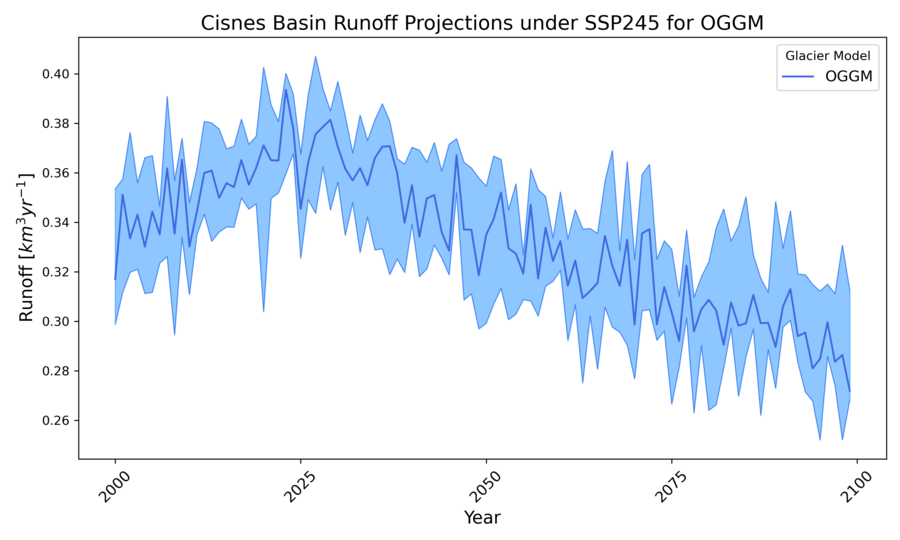 Cisnes Basin Runoff Projections under SSP245 for OGGM
Glacier Model
OGGM
0.40
0.38
0.36
0.34
0.32
0.30
0.28
0.26
Runoff [km³yr⁻¹]
2000
2025
2050
2075
2100
Year